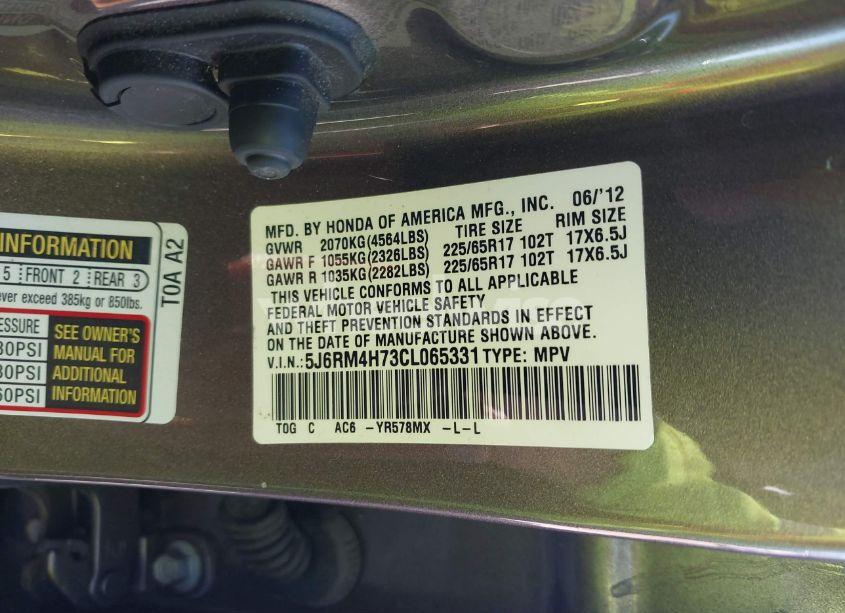 INFORMATION
5 FRONT 2 REAR 3
ever exceed 385kg or 850lbs.
PRESSURE
30PSI
30PSI
60PSI
SEE OWNER'S
MANUAL FOR
ADDITIONAL
INFORMATION
T0A A2
MFD. BY HONDA OF AMERICA MFG., INC. 06/'12
GVWR 2070KG(4564LBS) TIRE SIZE RIM SIZE
GAWR F 1055KG(2326LBS) 225/65R17 102T 17X6.5J
GAWR R 1035KG(2282LBS) 225/65R17 102T 17X6.5J
THIS VEHICLE CONFORMS TO ALL APPLICABLE
FEDERAL MOTOR VEHICLE SAFETY
AND THEFT PREVENTION STANDARDS IN EFFECT
ON THE DATE OF MANUFACTURE SHOWN ABOVE.
V.I.N.: 5J6RM4H73CL065331 TYPE: MPV
T0G C AC6 -YR578MX -L-L